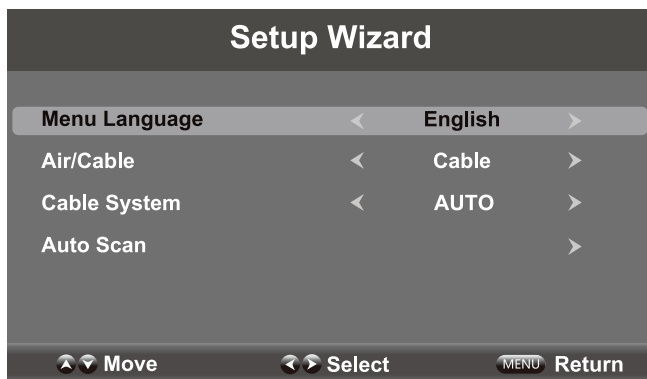 Setup Wizard
Menu Language English
Air/Cable Cable
Cable System AUTO
Auto Scan
Move Select MENU Return